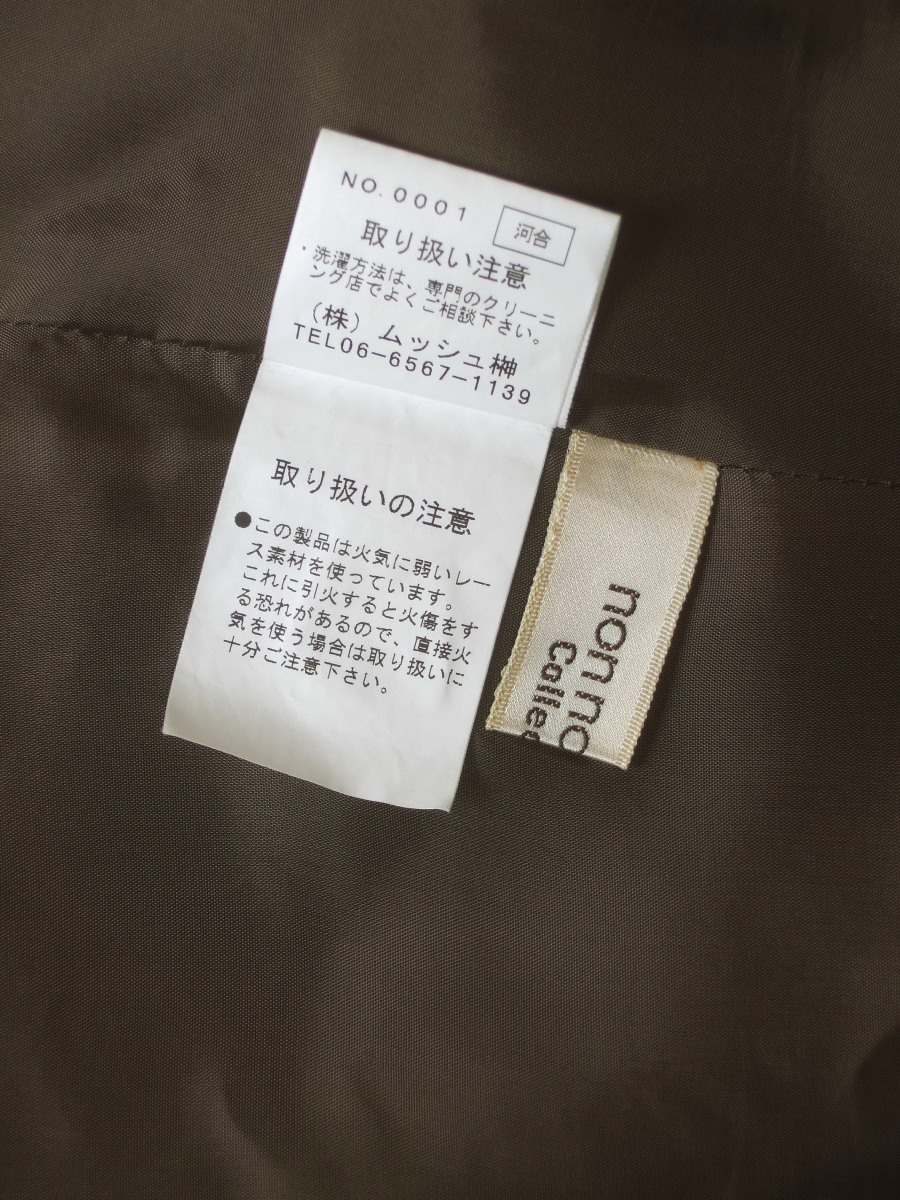 NO.0001
河合
取り扱い注意
・洗濯方法は、専門のクリーニ
ング店でよくご相談下さい。
(株) ムッシュ榊
TEL06-6567-1139
取り扱いの注意
●この製品は火気に弱いレー
ス素材を使っています。
これに引火すると火傷をす
る恐れがあるので、直接火
気を使う場合は取り扱いに
十分ご注意下さい。
non no
Collec